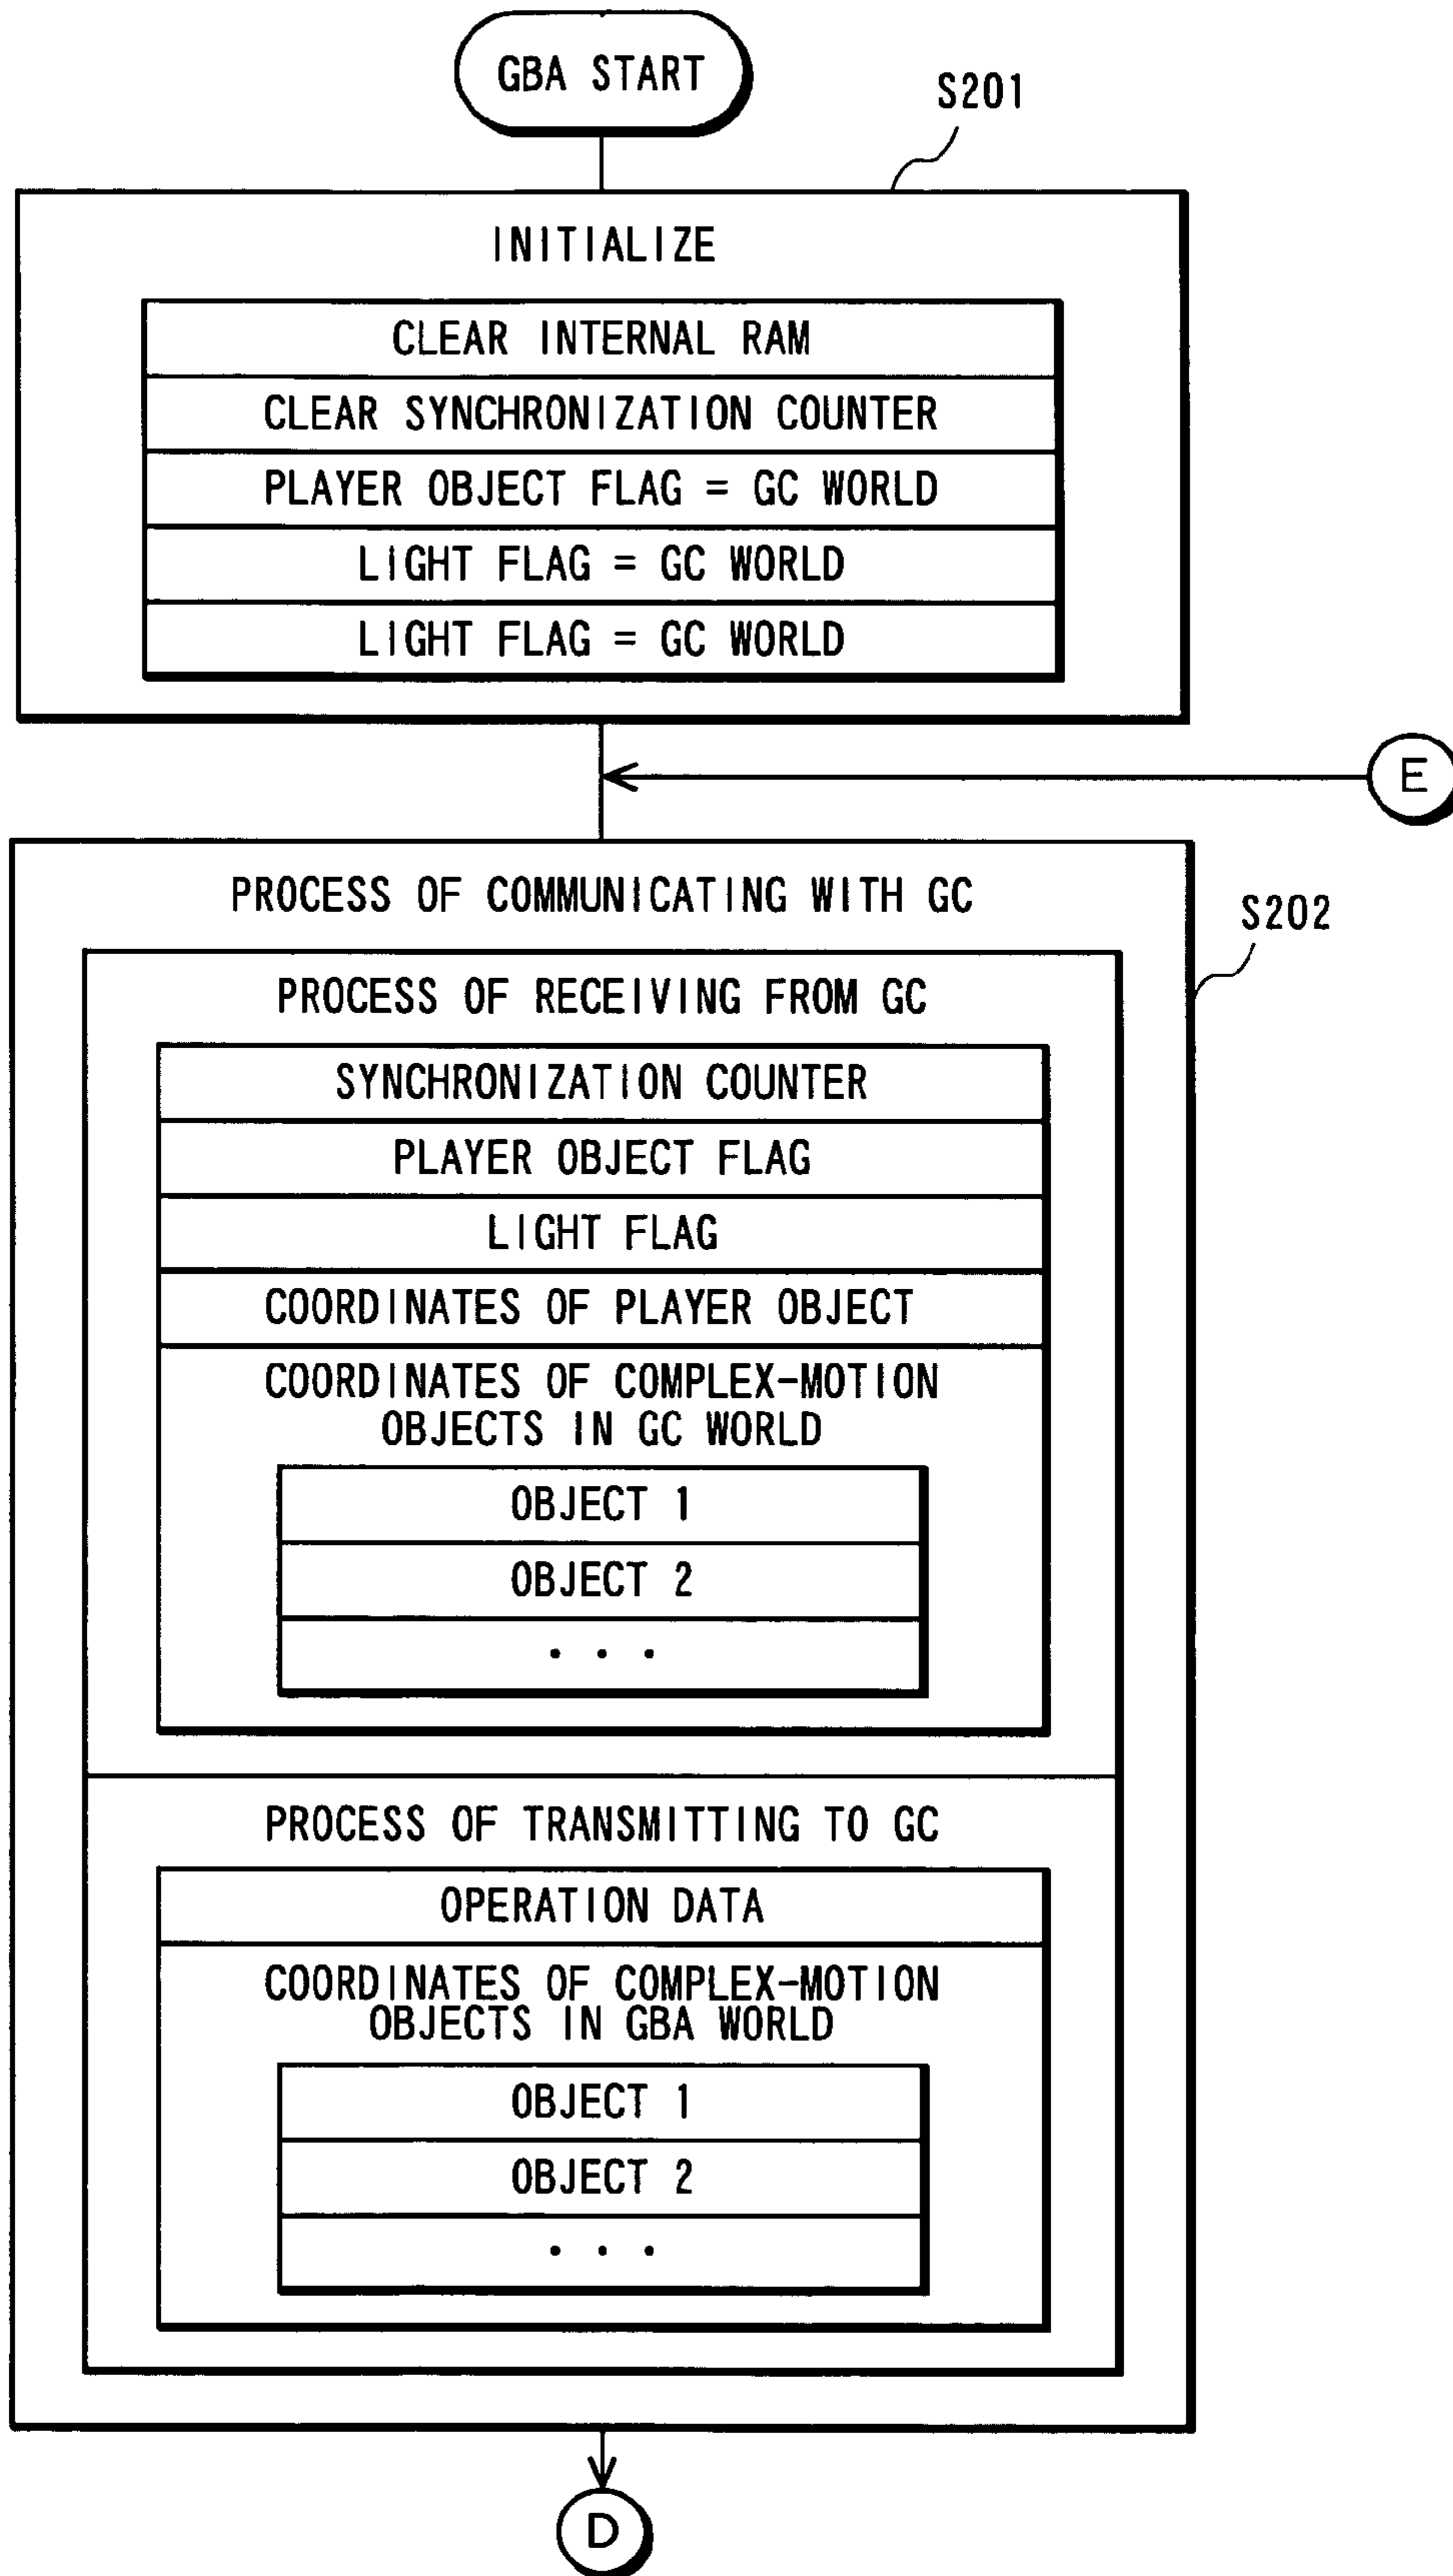 GBA START
S201
INITIALIZE
CLEAR INTERNAL RAM
CLEAR SYNCHRONIZATION COUNTER
PLAYER OBJECT FLAG = GC WORLD
LIGHT FLAG = GC WORLD
LIGHT FLAG = GC WORLD
E
PROCESS OF COMMUNICATING WITH GC
S202
PROCESS OF RECEIVING FROM GC
SYNCHRONIZATION COUNTER
PLAYER OBJECT FLAG
LIGHT FLAG
COORDINATES OF PLAYER OBJECT
COORDINATES OF COMPLEX-MOTION
OBJECTS IN GC WORLD
OBJECT 1
OBJECT 2
· · ·
PROCESS OF TRANSMITTING TO GC
OPERATION DATA
COORDINATES OF COMPLEX-MOTION
OBJECTS IN GBA WORLD
OBJECT 1
OBJECT 2
· · ·
D